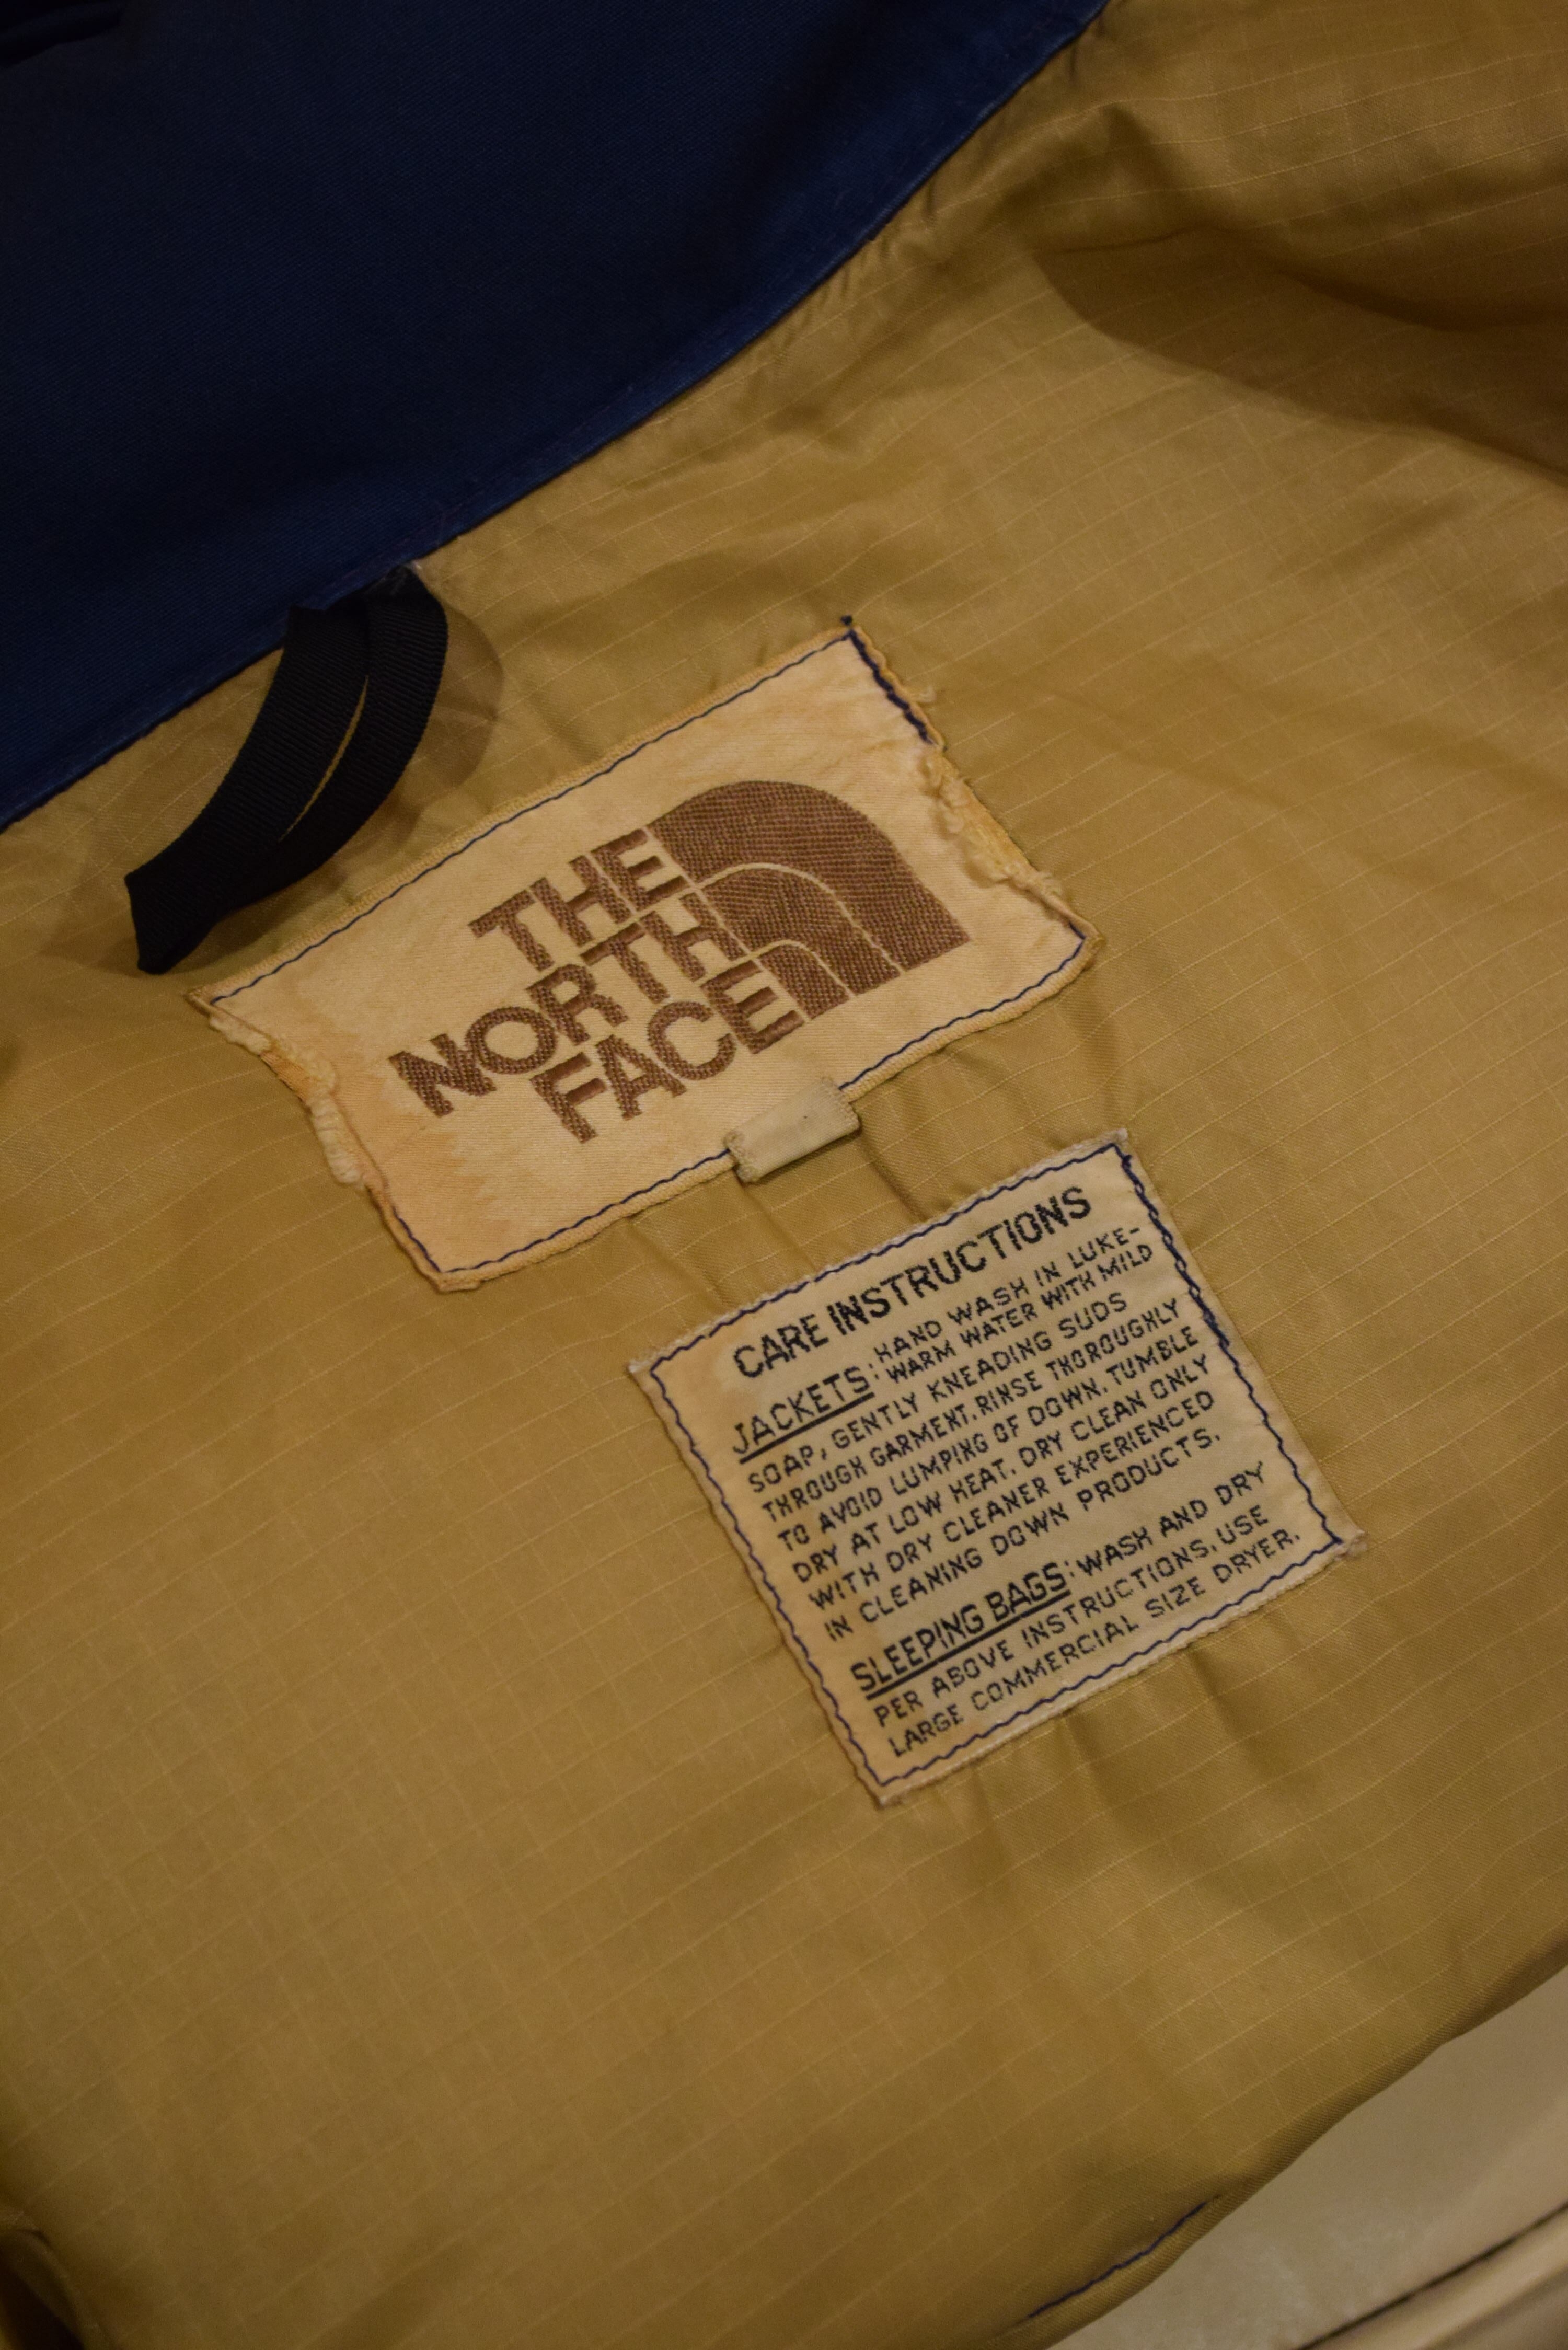 THE
NORTH
FACE
CARE INSTRUCTIONS
JACKETS: HAND WASH IN LUKE-
WARM WATER WITH MILD
SOAP, GENTLY KNEADING SUDS
THROUGH GARMENT. RINSE THOROUGHLY
TO AVOID LUMPING OF DOWN. TUMBLE
DRY AT LOW HEAT. DRY CLEAN ONLY
WITH DRY CLEANER EXPERIENCED
IN CLEANING DOWN PRODUCTS.
SLEEPING BAGS: WASH AND DRY
PER ABOVE INSTRUCTIONS. USE
LARGE COMMERCIAL SIZE DRYER.